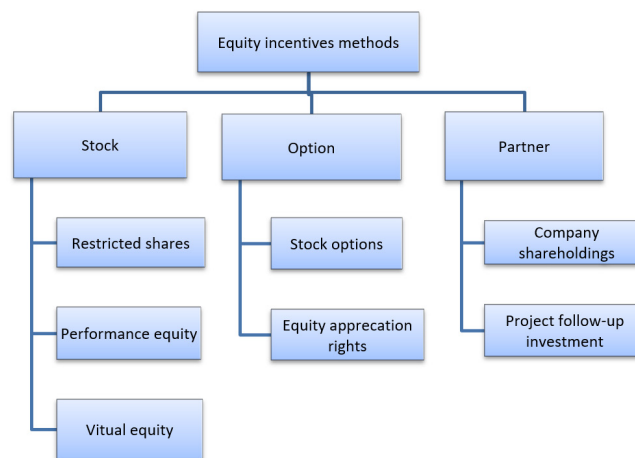 Equity incentives methods
Stock
Option
Partner
Restricted shares
Performance equity
Vitual equity
Stock options
Equity apprecation
rights
Company
shareholdings
Project follow-up
investment